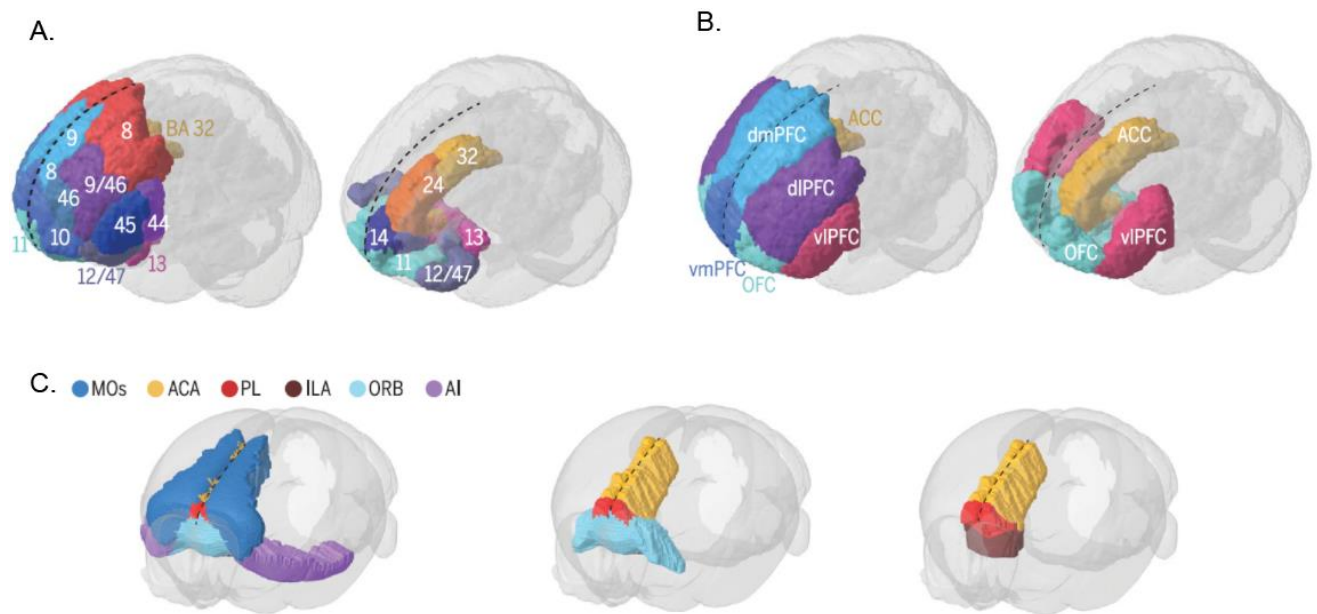 A.
9
8
BA 32
8
9/46
46
45
44
11
10
13
12/47
32
24
14
13
11
12/47
B.
ACC
dmPFC
dlPFC
vlPFC
vmPFC
OFC
ACC
OFC
vlPFC
C. MOs ACA PL ILA ORB AI